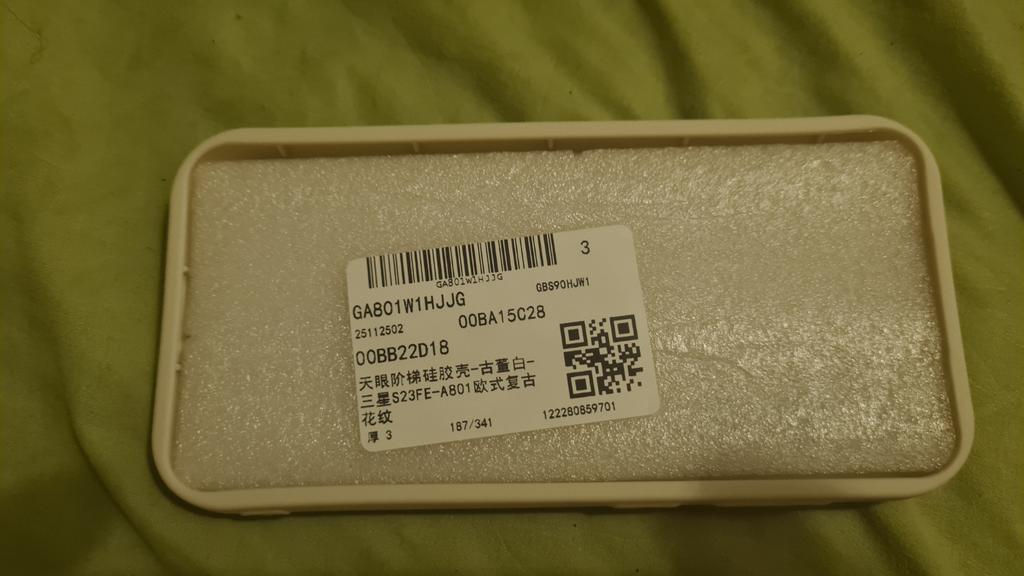 3
GA801W1HJJG
GA801W1HJJG
GBS90HJW1
25112502
00BA15C28
00BB22D18
天眼阶梯硅胶壳-古董白-
三星S23FE-A801欧式复古
花纹
厚 3
187/341
122280859701